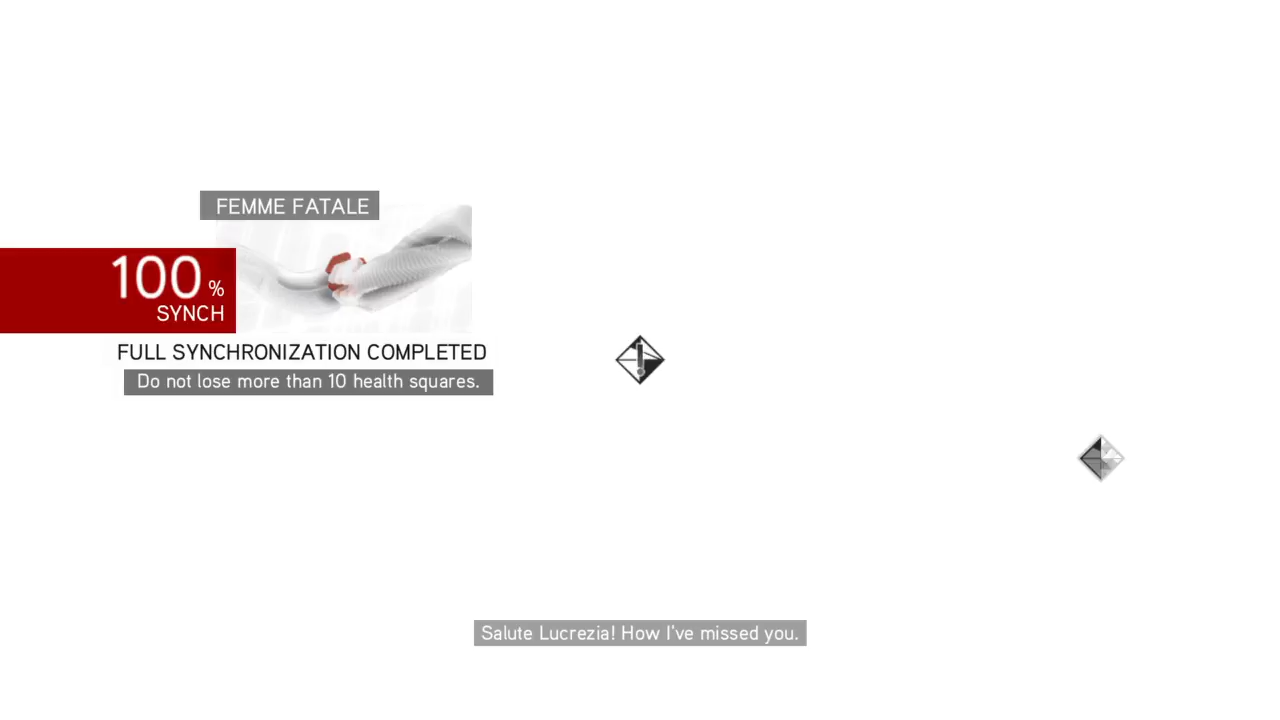 FEMME FATALE
100 %
SYNCH
FULL SYNCHRONIZATION COMPLETED
Do not lose more than 10 health squares.
Salute Lucrezia! How I've missed you.